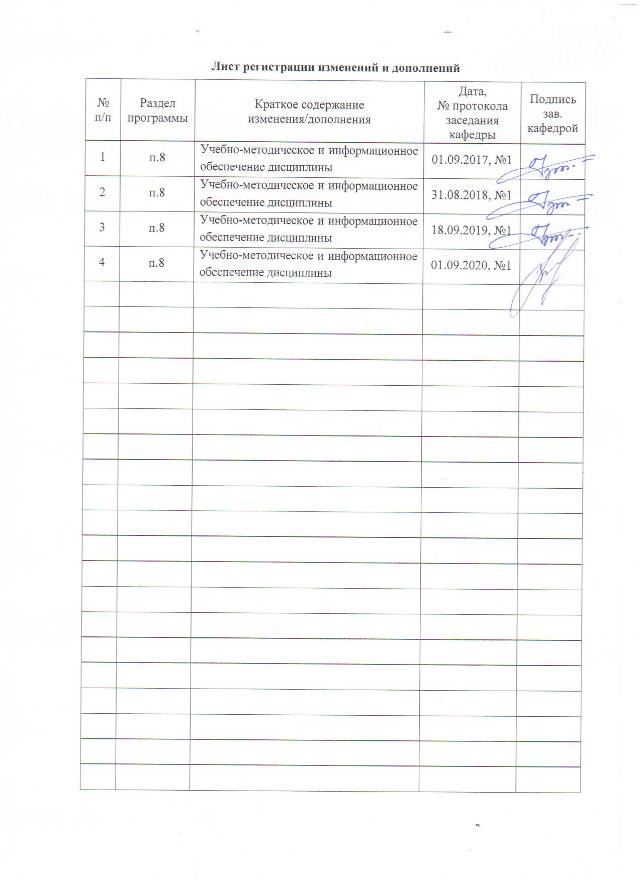 Лист регистрации изменений и дополнений
№
п/п
Раздел
программы
Краткое содержание
изменения/дополнения
Дата,
№ протокола
заседания
кафедры
Подпись
зав.
кафедрой
1
п.8
Учебно-методическое и информационное
обеспечение дисциплины
01.09.2017, №1
2
п.8
Учебно-методическое и информационное
обеспечение дисциплины
31.08.2018, №1
3
п.8
Учебно-методическое и информационное
обеспечение дисциплины
18.09.2019, №1
4
п.8
Учебно-методическое и информационное
обеспечение дисциплины
01.09.2020, №1